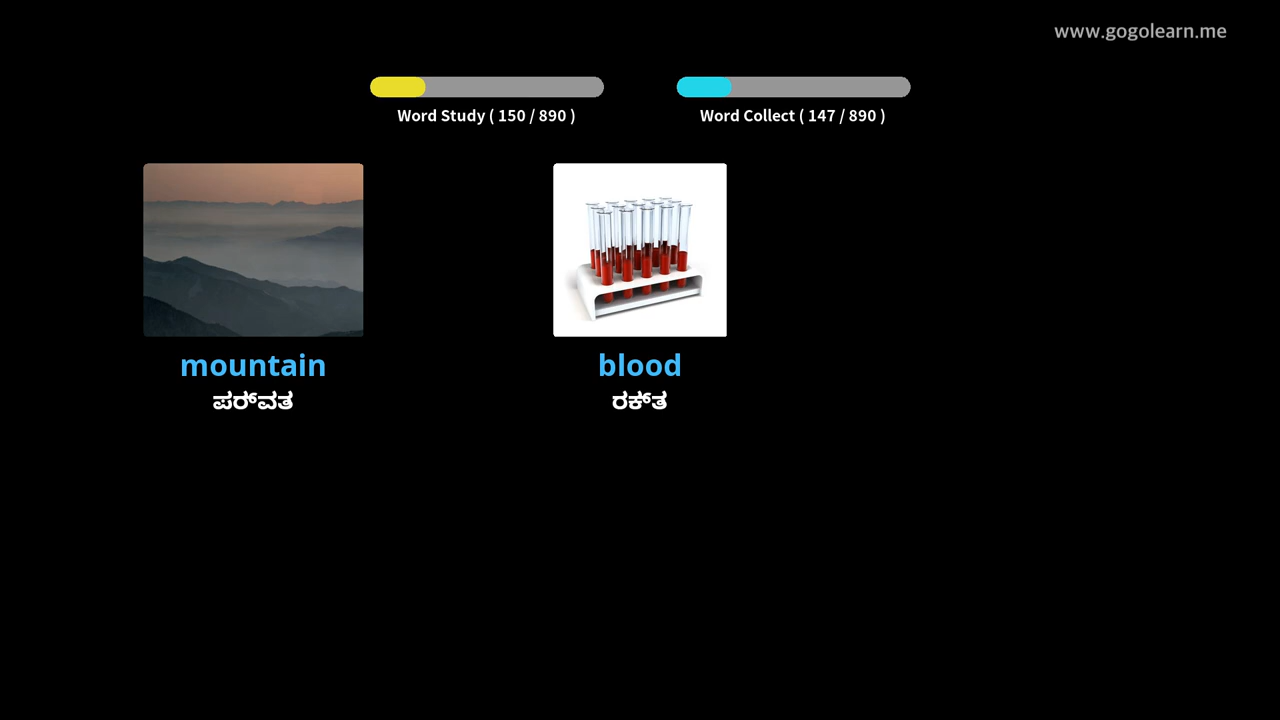 www.gogolearn.me
Word Study ( 150 / 890 )
Word Collect ( 147 / 890 )
mountain
ಪರ್ವತ
blood
ರಕ್ತ